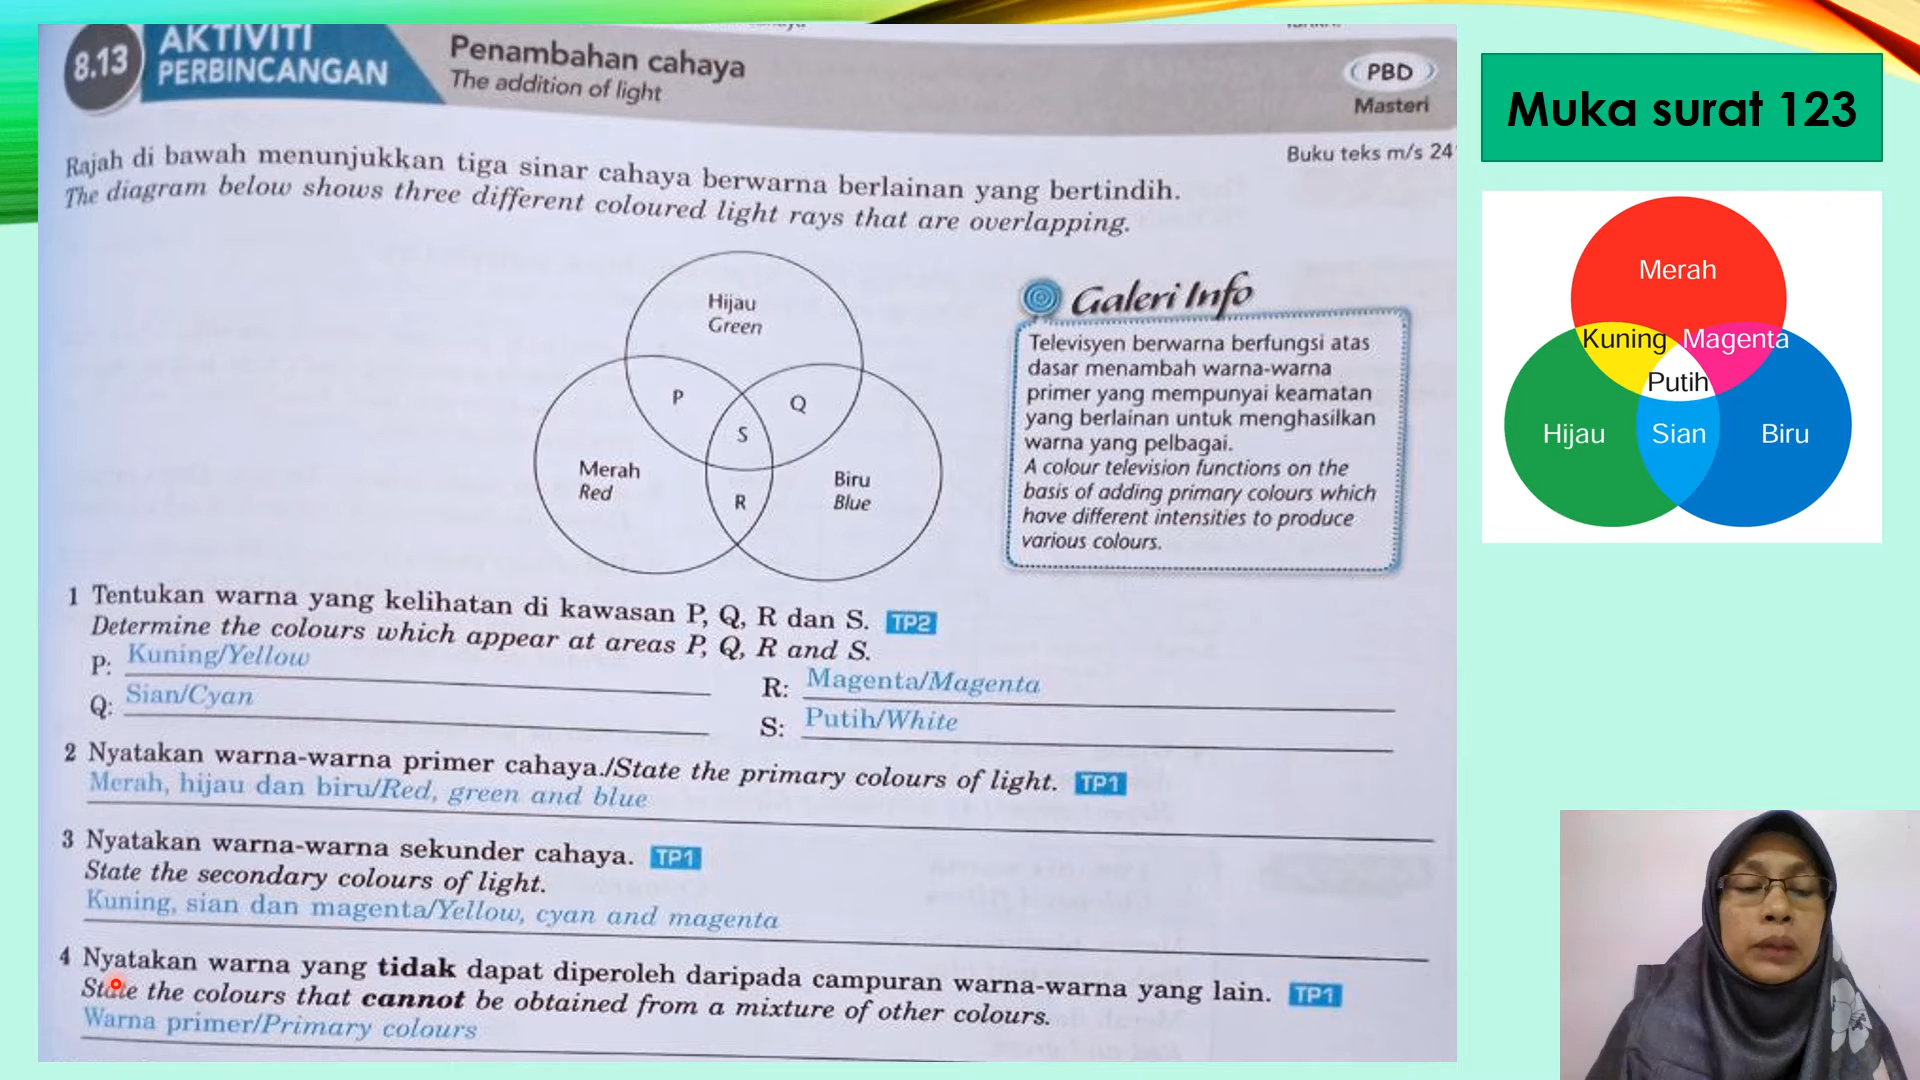 8.13
AKTIVITI
PERBINCANGAN
Penambahan cahaya
The addition of light
PBD
Masteri
Buku teks m/s 24
Rajah di bawah menunjukkan tiga sinar cahaya berwarna berlainan yang bertindih.
The diagram below shows three different coloured light rays that are overlapping.
Hijau
Green
P
Q
S
Merah
Red
R
Biru
Blue
Galeri Info
Televisyen berwarna berfungsi atas
dasar menambah warna-warna
primer yang mempunyai keamatan
yang berlainan untuk menghasilkan
warna yang pelbagai.
A colour television functions on the
basis of adding primary colours which
have different intensities to produce
various colours.
1 Tentukan warna yang kelihatan di kawasan P, Q, R dan S. TP2
Determine the colours which appear at areas P, Q, R and S.
P: Kuning/Yellow
R: Magenta/Magenta
Q: Sian/Cyan
S: Putih/White
2 Nyatakan warna-warna primer cahaya./State the primary colours of light. TP1
Merah, hijau dan biru/Red, green and blue
3 Nyatakan warna-warna sekunder cahaya. TP1
State the secondary colours of light.
Kuning, sian dan magenta/Yellow, cyan and magenta
4 Nyatakan warna yang tidak dapat diperoleh daripada campuran warna-warna yang lain. TP1
State the colours that cannot be obtained from a mixture of other colours.
Warna primer/Primary colours
Muka surat 123
Merah
Kuning
Magenta
Putih
Hijau
Sian
Biru